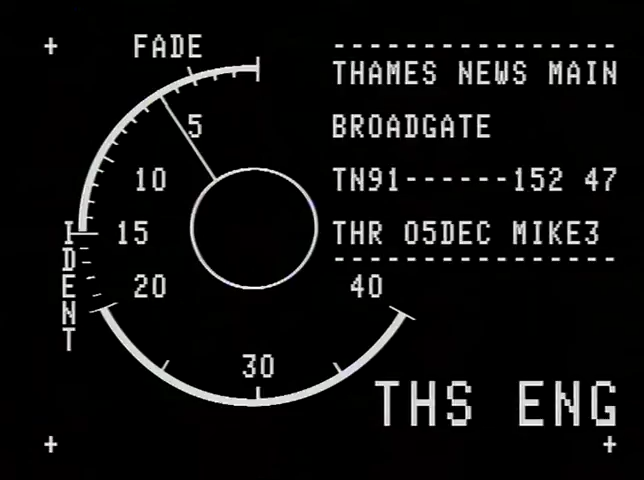 FADE
THAMES NEWS MAIN
5
BROADGATE
10
TN91------152 47
15
THR 05DEC MIKE3
IDENT
20
40
30
THS ENG